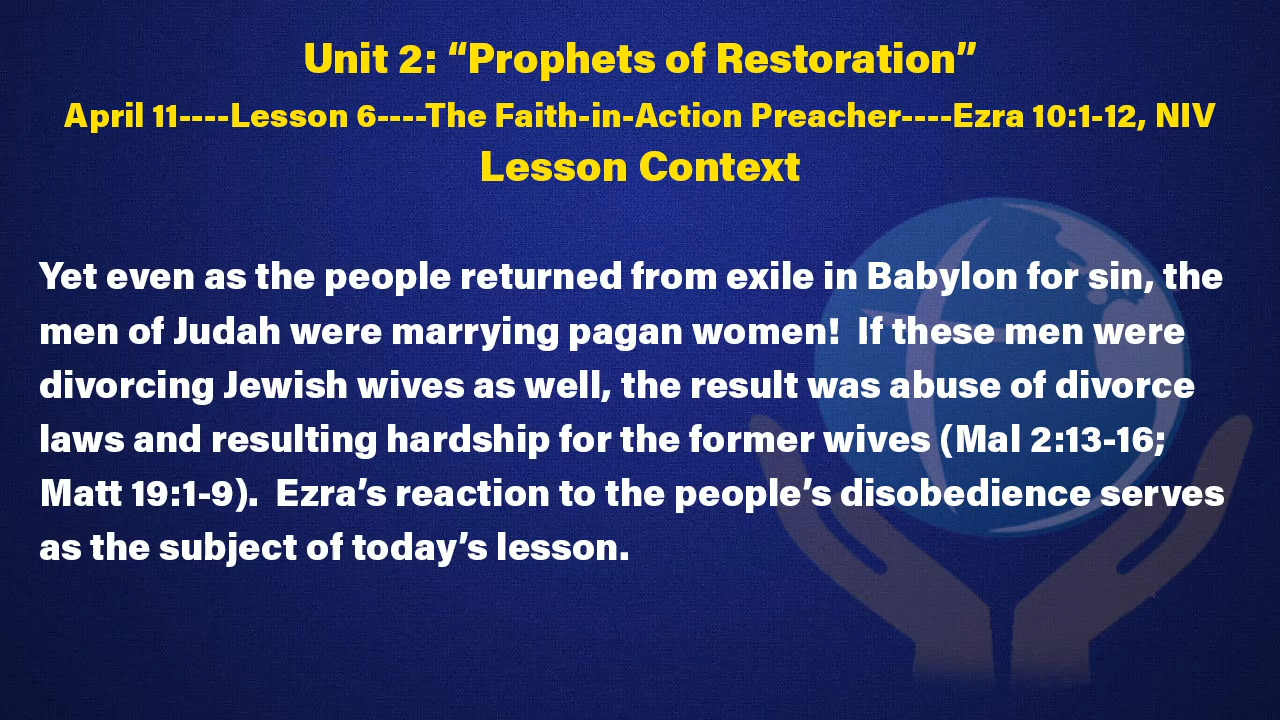 Unit 2: “Prophets of Restoration”
April 11----Lesson 6----The Faith-in-Action Preacher----Ezra 10:1-12, NIV
Lesson Context
Yet even as the people returned from exile in Babylon for sin, the
men of Judah were marrying pagan women!  If these men were
divorcing Jewish wives as well, the result was abuse of divorce
laws and resulting hardship for the former wives (Mal 2:13-16;
Matt 19:1-9).  Ezra’s reaction to the people’s disobedience serves
as the subject of today’s lesson.